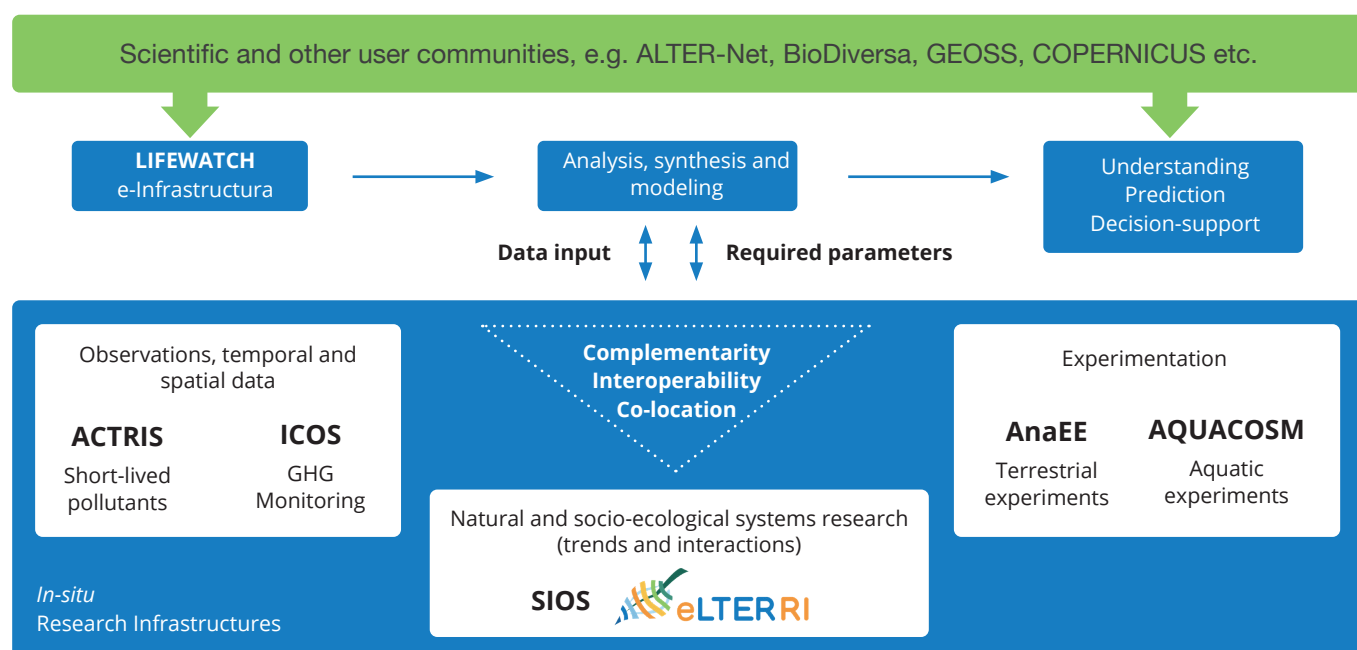 Scientific and other user communities, e.g. ALTER-Net, BioDiversa, GEOSS, COPERNICUS etc.
LIFEWATCH
e-Infrastructura
Analysis, synthesis and
modeling
Understanding
Prediction
Decision-support
Data input
Required parameters
Observations, temporal and
spatial data
ACTRIS
Short-lived
pollutants
ICOS
GHG
Monitoring
Complementarity
Interoperability
Co-location
Experimentation
AnaEE
Terrestrial
experiments
AQUACOSM
Aquatic
experiments
Natural and socio-ecological systems research
(trends and interactions)
SIOS
eLTER RI
In-situ
Research Infrastructures